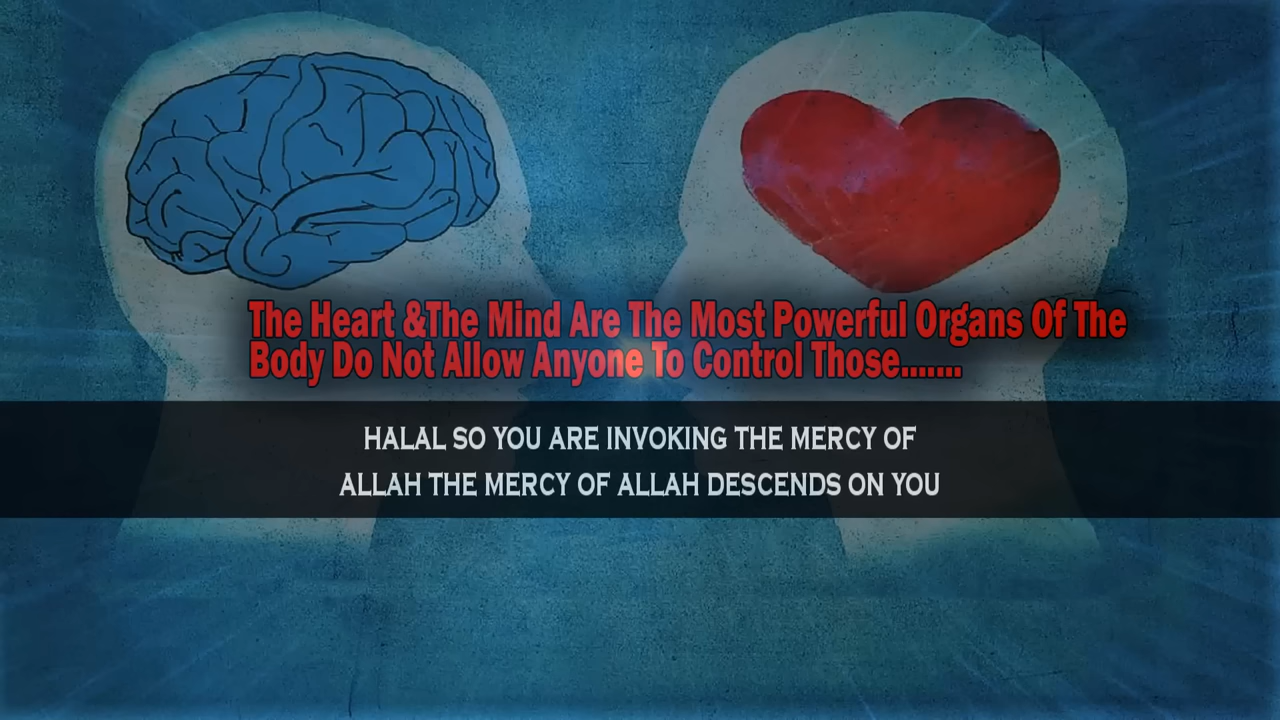 The Heart &The Mind Are The Most Powerful Organs Of The
Body Do Not Allow Anyone To Control Those.......
HALAL SO YOU ARE INVOKING THE MERCY OF
ALLAH THE MERCY OF ALLAH DESCENDS ON YOU